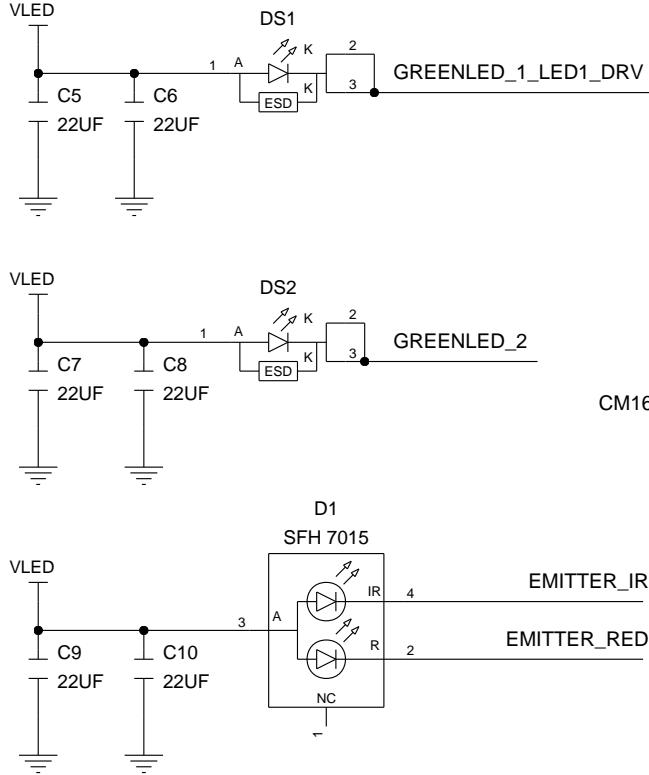 VLED
DS1
1 A K 2
GREENLED_1_LED1_DRV
K 3
ESD
C5
22UF
C6
22UF
VLED
DS2
1 A K 2
GREENLED_2
K 3
ESD
C7
22UF
C8
22UF
CM16
D1
SFH 7015
VLED
IR 4
EMITTER_IR
3 A
R 2
EMITTER_RED
C9
22UF
C10
22UF
NC
1